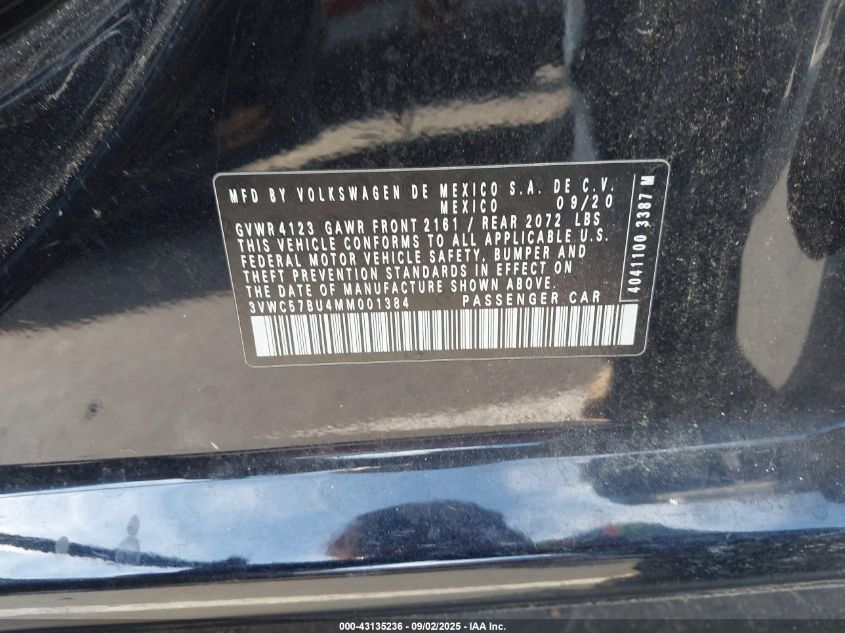 MFD BY VOLKSWAGEN DE MEXICO S.A. DE C.V.
MEXICO 09/20
GVWR 4123 GAWR FRONT 2161 / REAR 2072 LBS
THIS VEHICLE CONFORMS TO ALL APPLICABLE U.S.
FEDERAL MOTOR VEHICLE SAFETY, BUMPER AND
THEFT PREVENTION STANDARDS IN EFFECT ON
THE DATE OF MANUFACTURE SHOWN ABOVE.
3VWC57BU4MM001384 PASSENGER CAR
4041100 3387 M
000-43135236 - 09/02/2025 - IAA Inc.